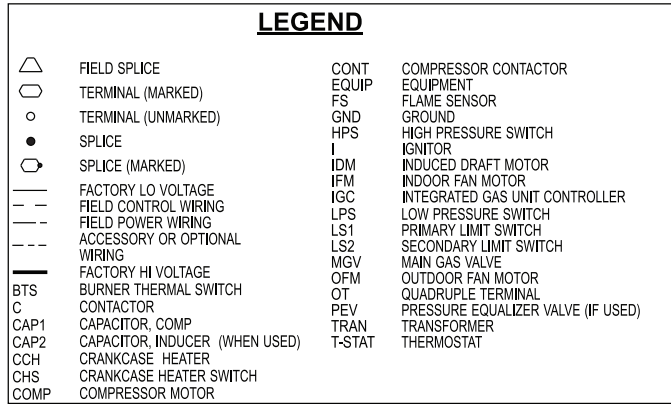 LEGEND
FIELD SPLICE
TERMINAL (MARKED)
TERMINAL (UNMARKED)
SPLICE
SPLICE (MARKED)
FACTORY LO VOLTAGE
FIELD CONTROL WIRING
FIELD POWER WIRING
ACCESSORY OR OPTIONAL
WIRING
FACTORY HI VOLTAGE
BTS BURNER THERMAL SWITCH
C CONTACTOR
CAP1 CAPACITOR, COMP
CAP2 CAPACITOR, INDUCER (WHEN USED)
CCH CRANKCASE HEATER
CHS CRANKCASE HEATER SWITCH
COMP COMPRESSOR MOTOR
CONT COMPRESSOR CONTACTOR
EQUIP EQUIPMENT
FS FLAME SENSOR
GND GROUND
HPS HIGH PRESSURE SWITCH
I IGNITOR
IDM INDUCED DRAFT MOTOR
IFM INDOOR FAN MOTOR
IGC INTEGRATED GAS UNIT CONTROLLER
LPS LOW PRESSURE SWITCH
LS1 PRIMARY LIMIT SWITCH
LS2 SECONDARY LIMIT SWITCH
MGV MAIN GAS VALVE
OFM OUTDOOR FAN MOTOR
OT QUADRUPLE TERMINAL
PEV PRESSURE EQUALIZER VALVE (IF USED)
TRAN TRANSFORMER
T-STAT THERMOSTAT